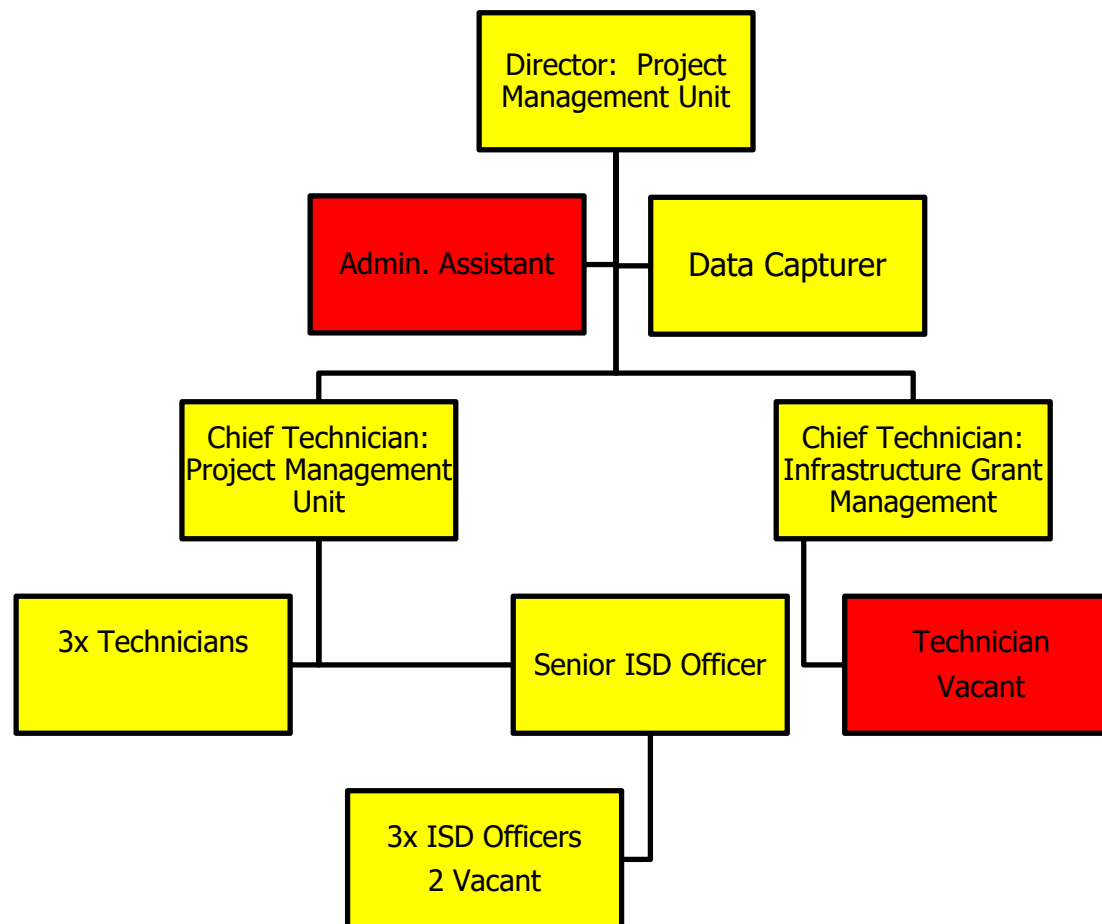 Director:  Project
Management Unit
Admin. Assistant
Data Capturer
Chief Technician:
Project Management
Unit
Chief Technician:
Infrastructure Grant
Management
3x Technicians
Senior ISD Officer
Technician
Vacant
3x ISD Officers
2 Vacant